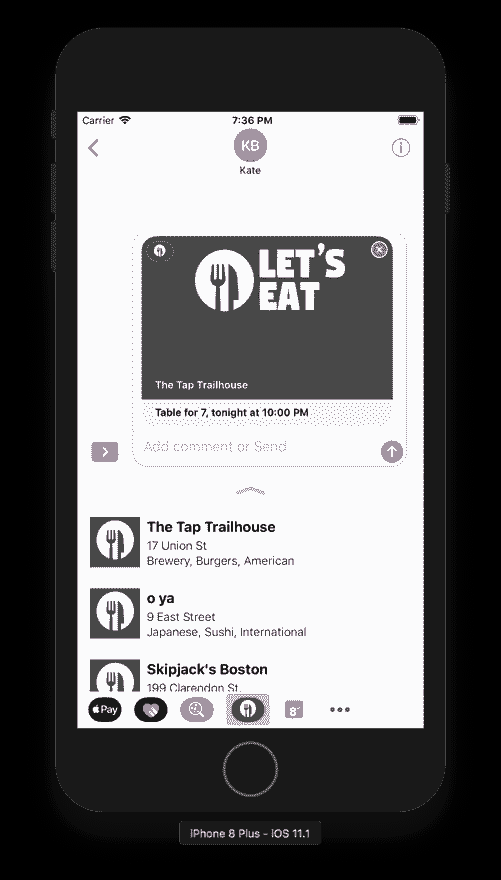 Carrier 7:36 PM
KB
Kate
LET'S
EAT
The Tap Trailhouse
Table for 7, tonight at 10:00 PM
Add comment or Send
The Tap Trailhouse
17 Union St
Brewery, Burgers, American
o ya
9 East Street
Japanese, Sushi, International
Skipjack's Boston
199 Clarendon St.
Pay
8
iPhone 8 Plus - iOS 11.1